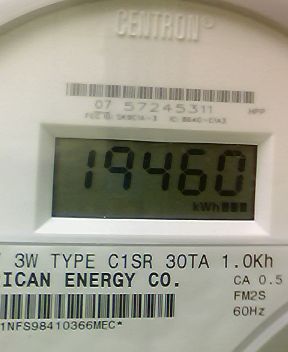 CENTRON®
07 57245311 HPP
19460
kWh
3W TYPE C1SR 30TA 1.0Kh
ICAN ENERGY CO. CA 0.5
FM2S
60Hz
1NFS98410366MEC*